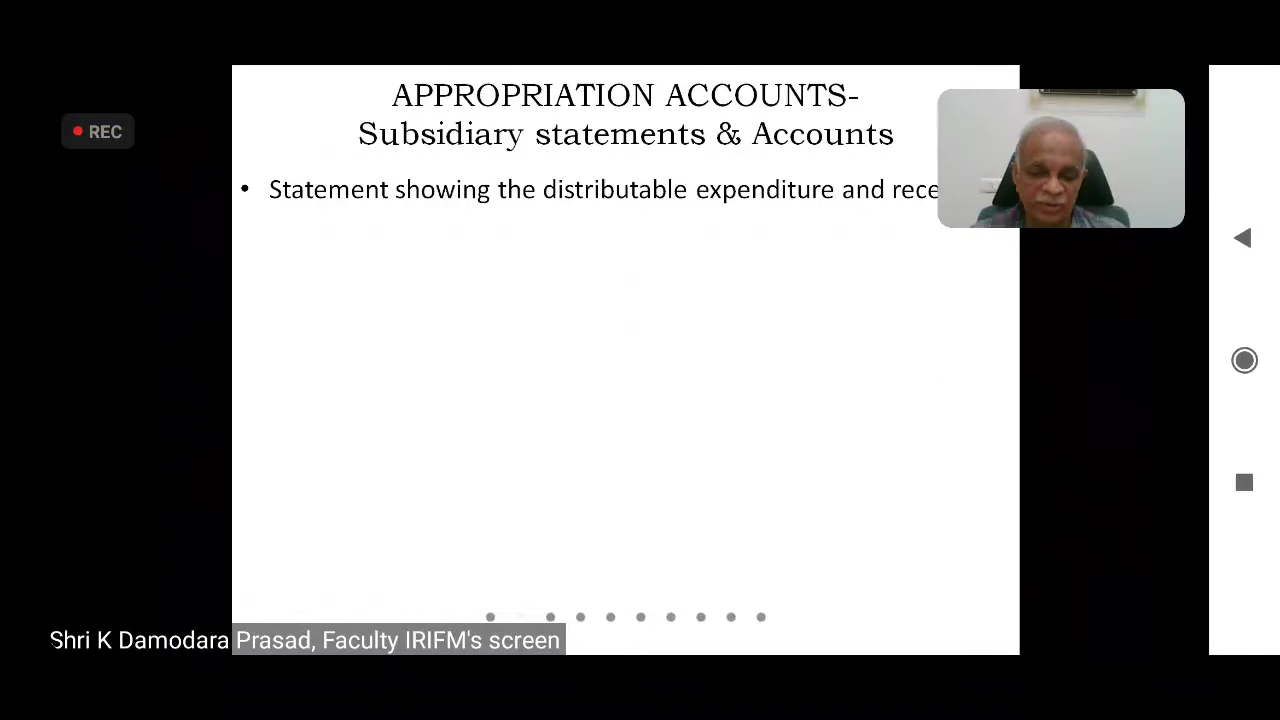 APPROPRIATION ACCOUNTS-
Subsidiary statements & Accounts
REC
• Statement showing the distributable expenditure and rece
Shri K Damodara Prasad, Faculty IRIFM's screen